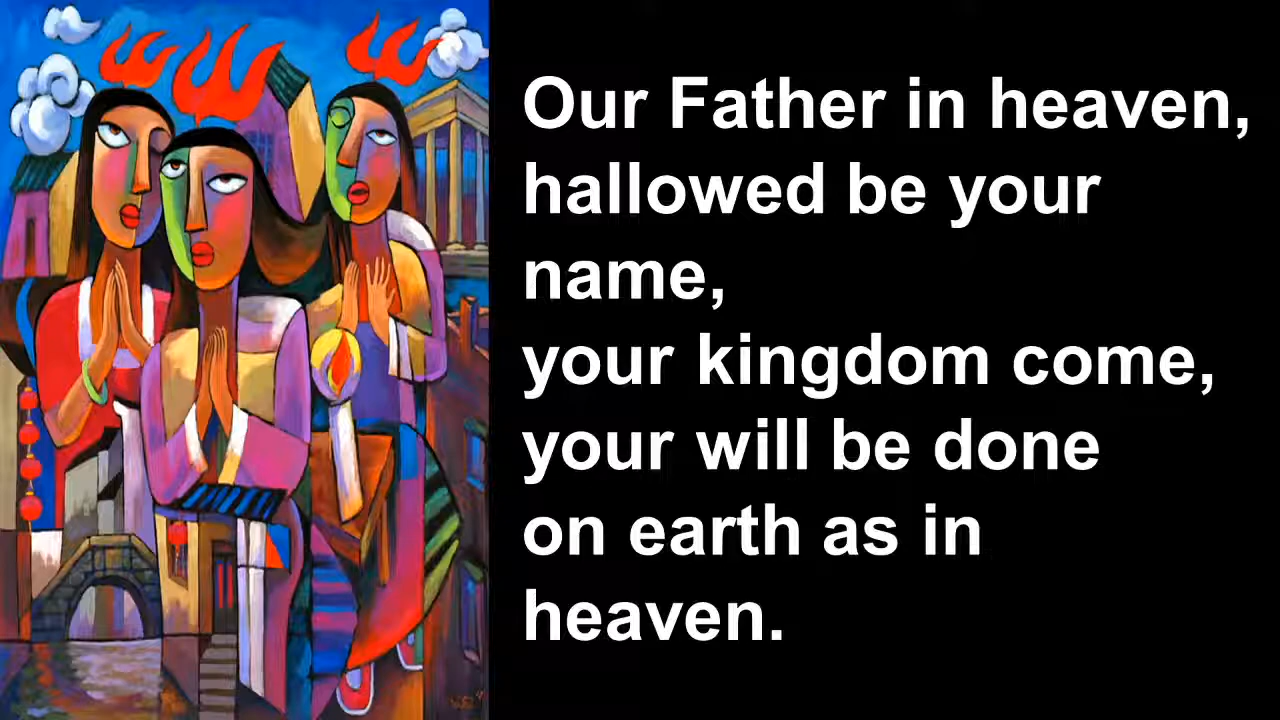 Our Father in heaven,
hallowed be your
name,
your kingdom come,
your will be done
on earth as in
heaven.